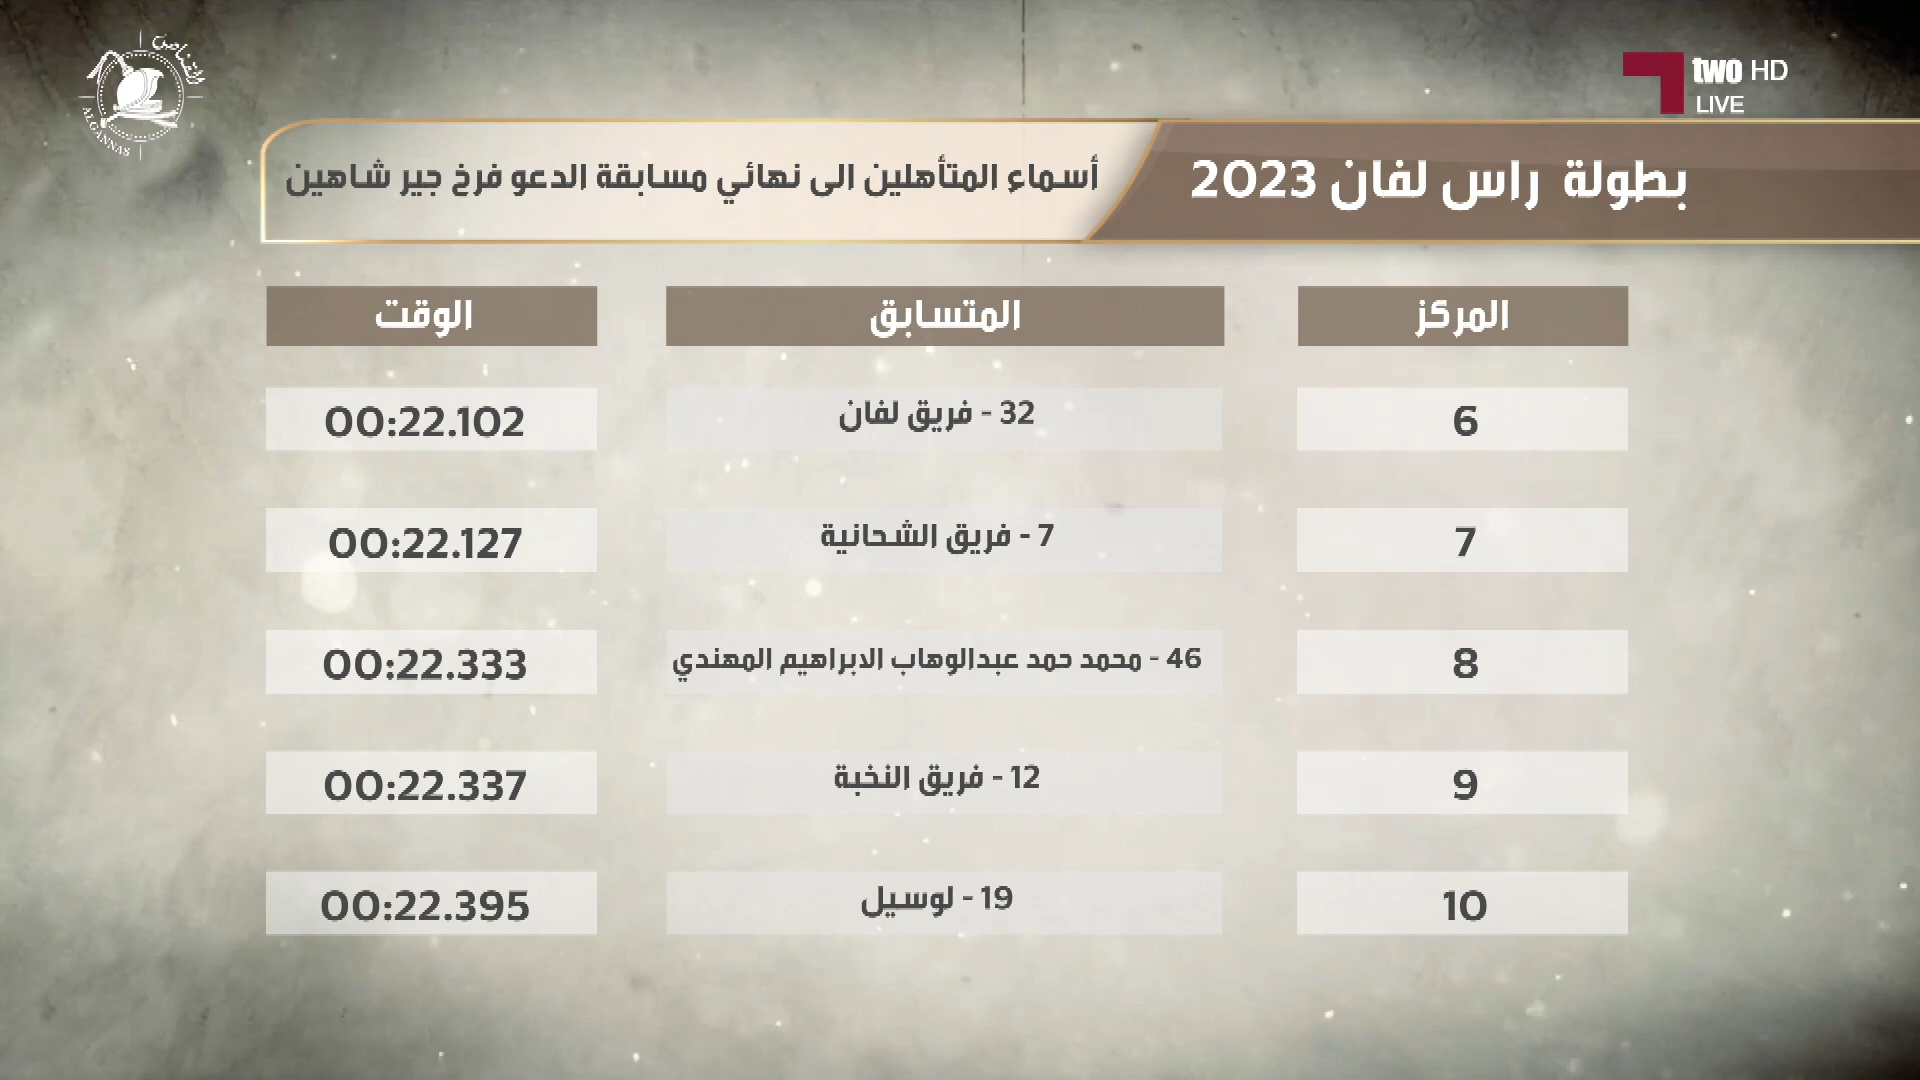 القناص
ALGANNAS
two HD
LIVE
بطولة راس لفان 2023
أسماء المتأهلين الى نهائي مسابقة الدعو فرخ جير شاهين
المركز المتسابق الوقت
6 32 - فريق لفان 00:22.102
7 7 - فريق الشحانية 00:22.127
8 46 - محمد حمد عبدالوهاب الابراهيم المهندي 00:22.333
9 12 - فريق النخبة 00:22.337
10 19 - لوسيل 00:22.395